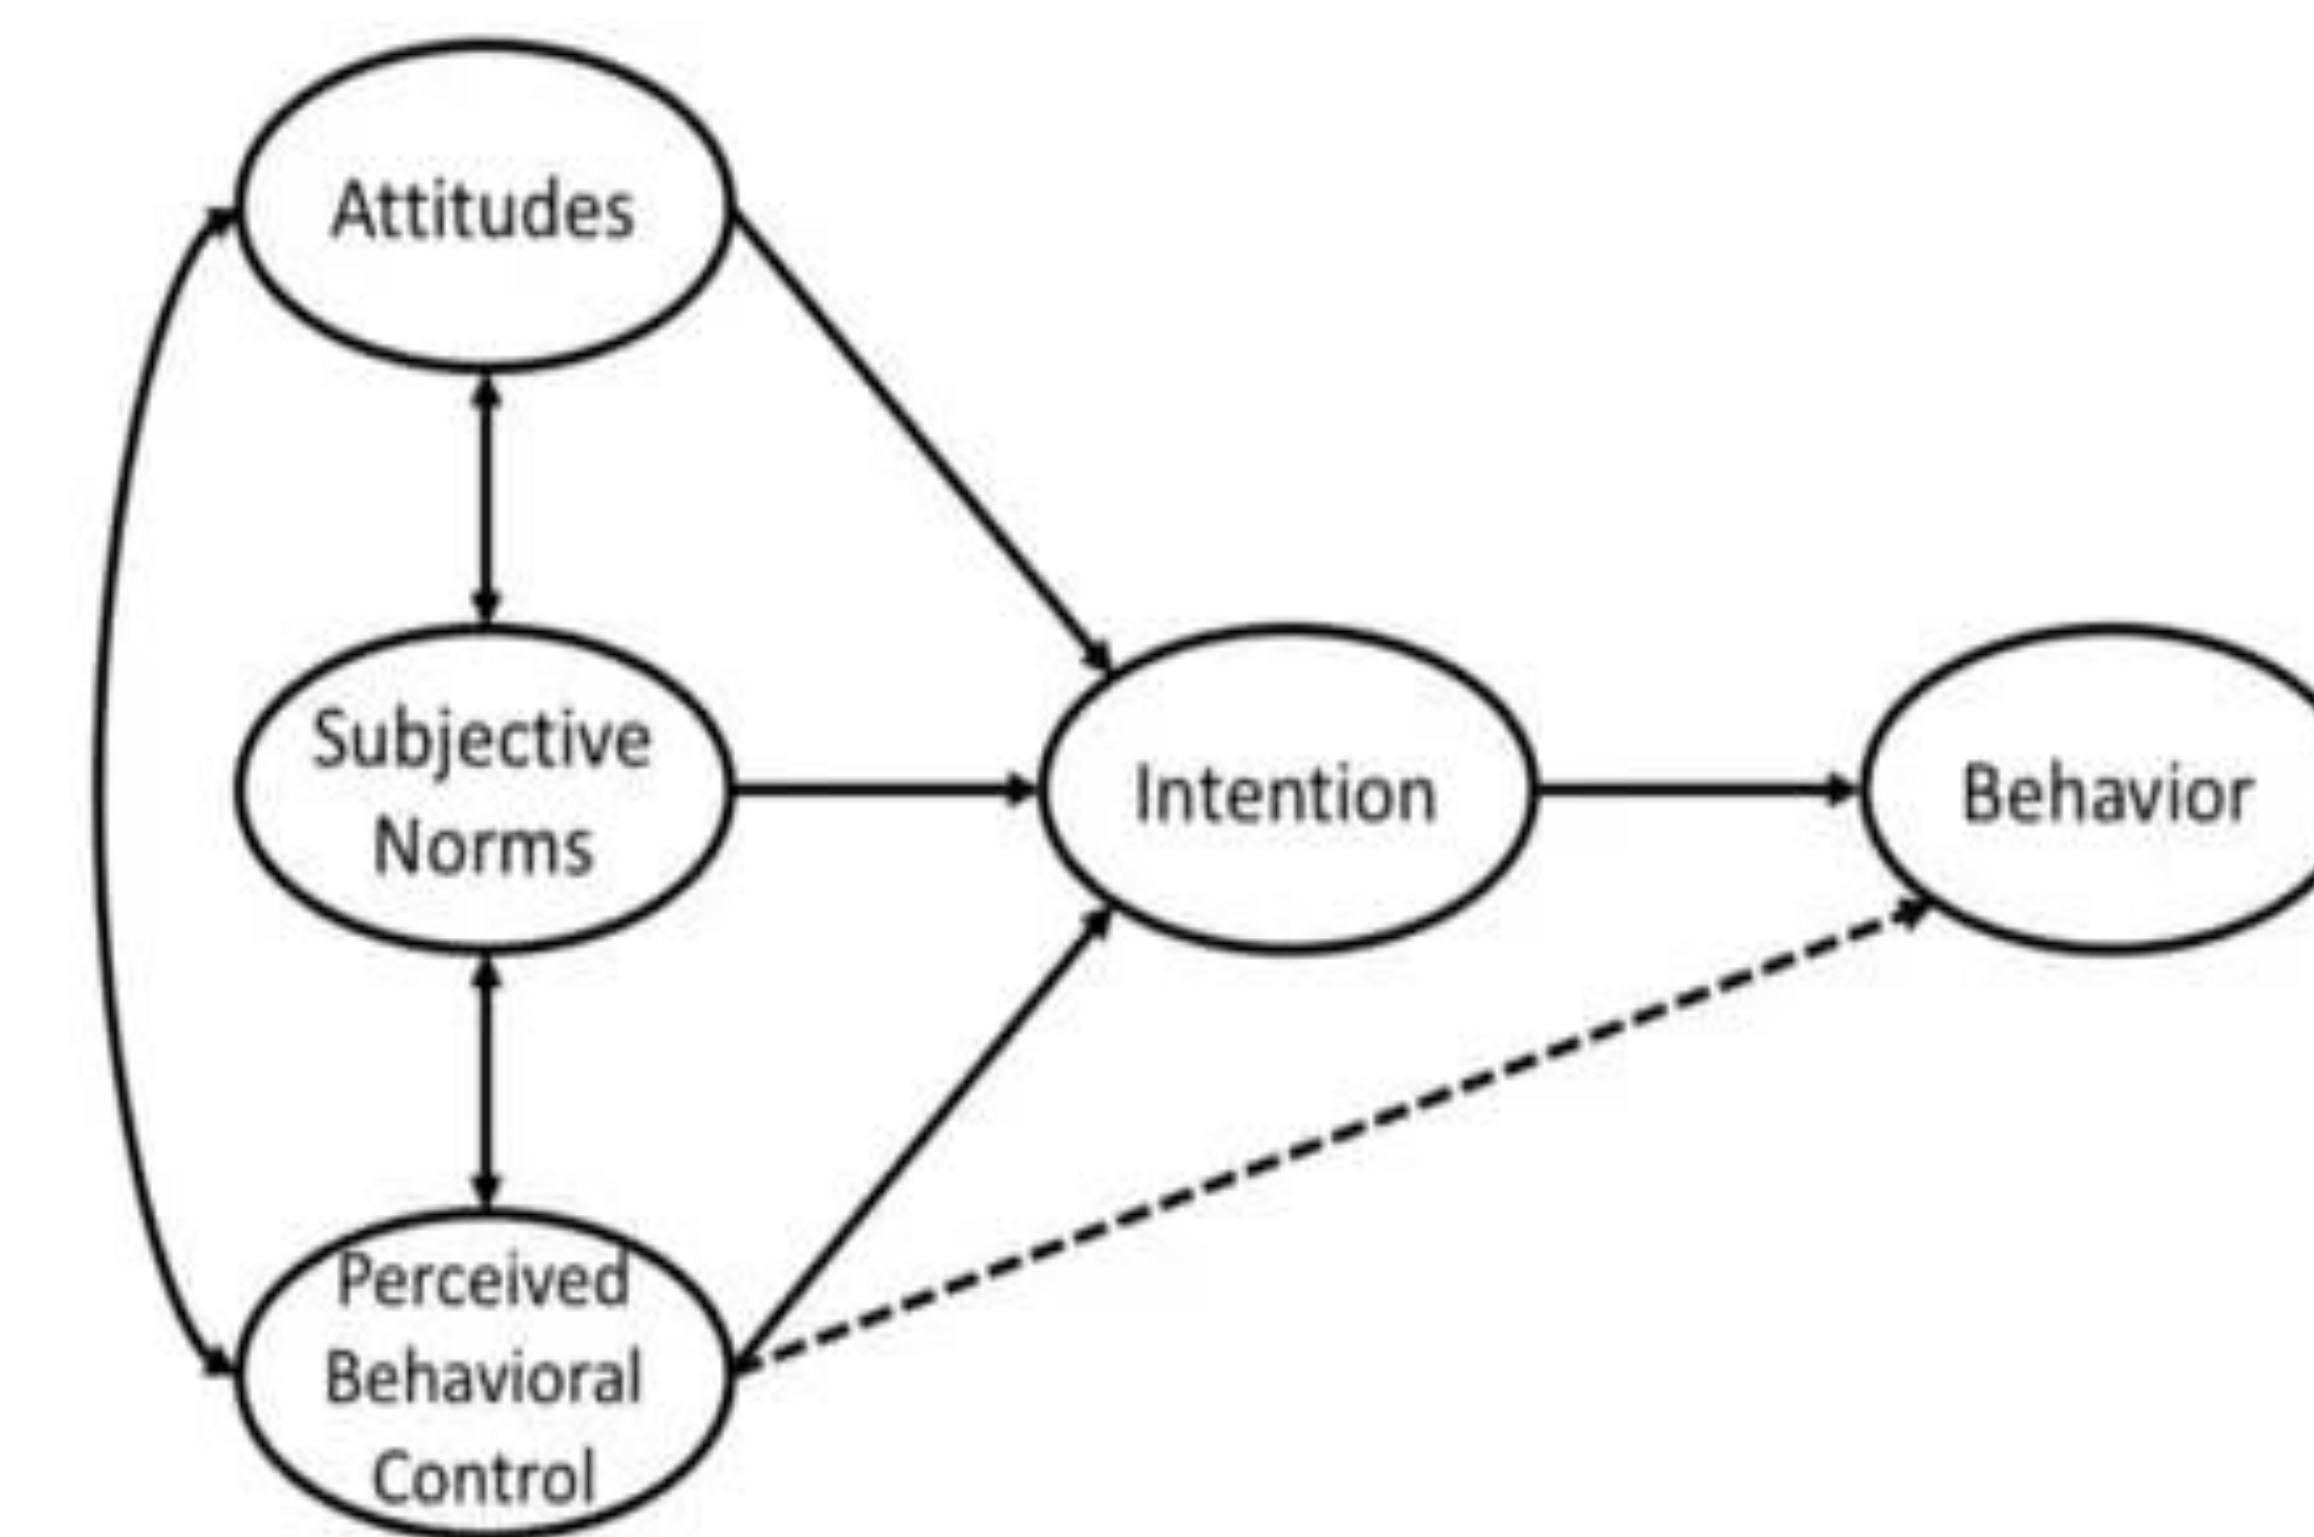 Attitudes
Subjective
Norms
Intention
Behavior
Perceived
Behavioral
Control